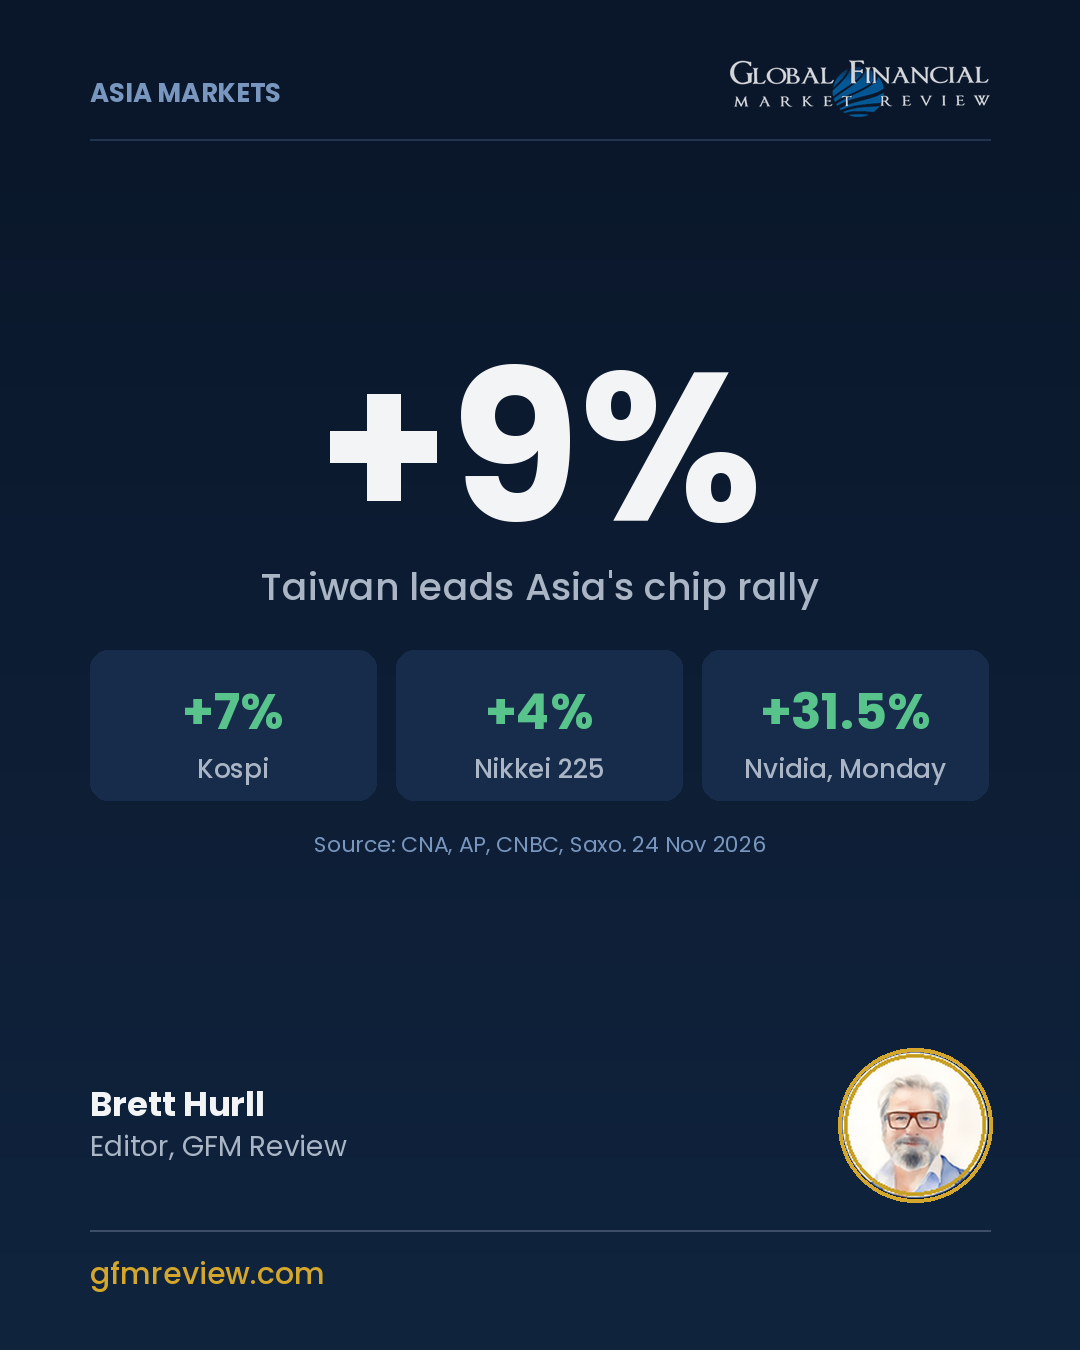 ASIA MARKETS
GLOBAL FINANCIAL
MARKET REVIEW
+9%
Taiwan leads Asia's chip rally
+7%
Kospi
+4%
Nikkei 225
+31.5%
Nvidia, Monday
Source: CNA, AP, CNBC, Saxo. 24 Nov 2026
Brett Hurll
Editor, GFM Review
gfmreview.com